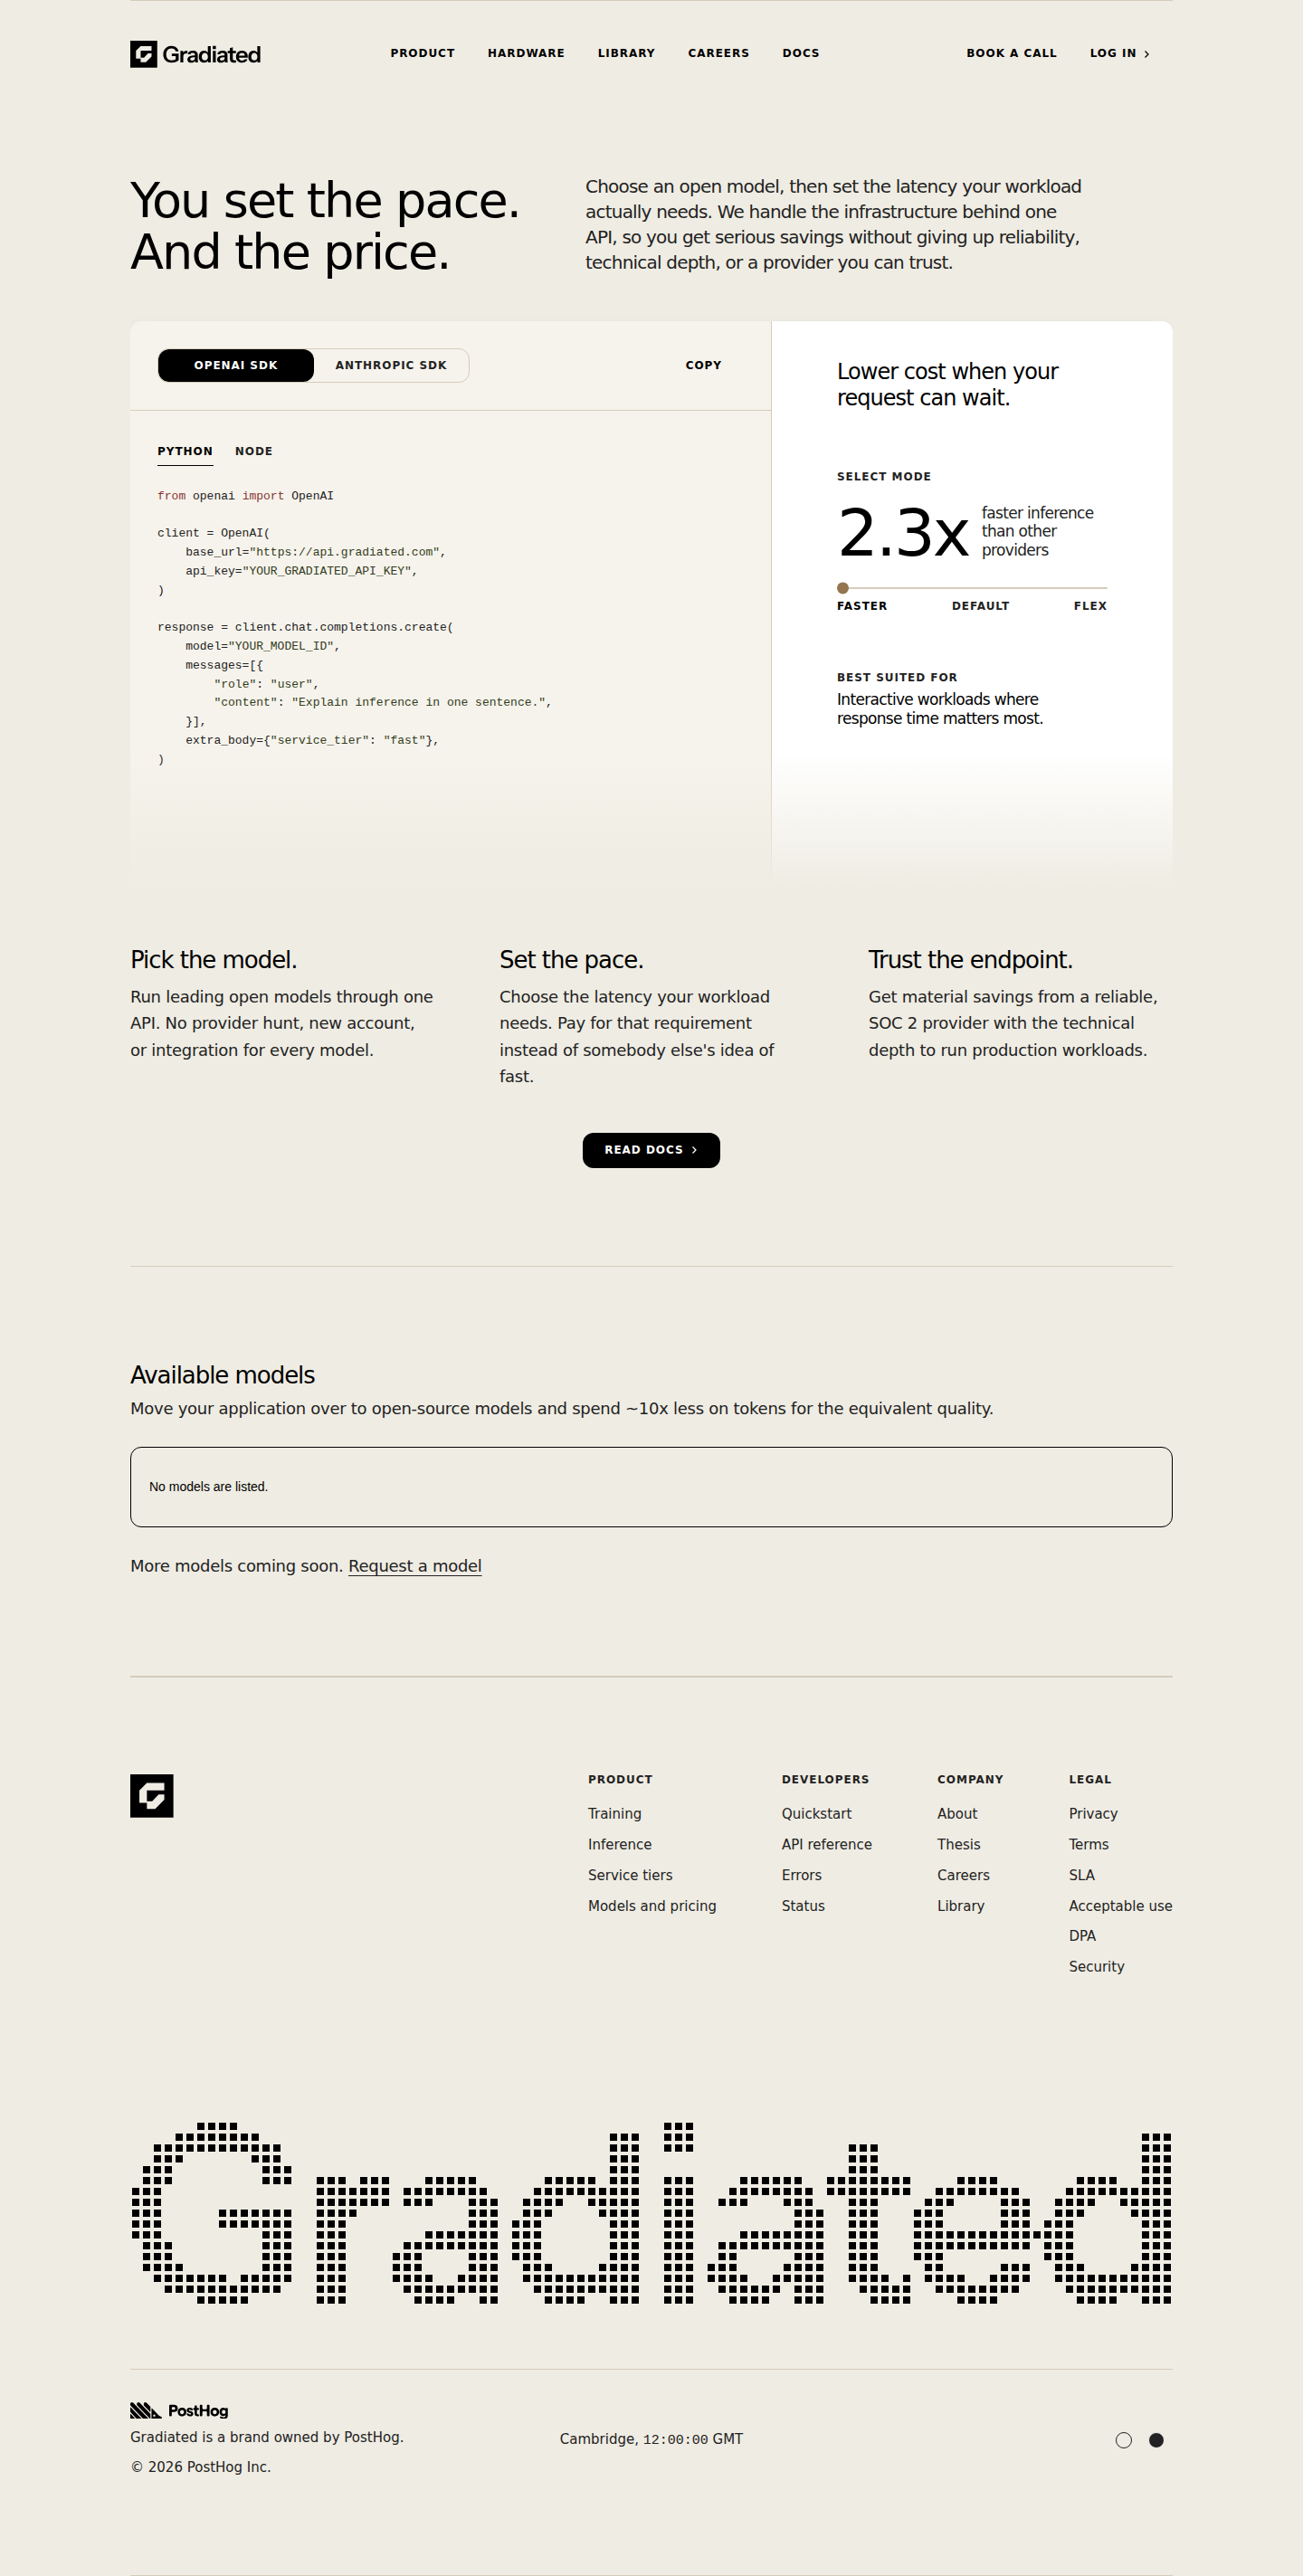 Gradiated
PRODUCT HARDWARE LIBRARY CAREERS DOCS
BOOK A CALL LOG IN
You set the pace.
And the price.
Choose an open model, then set the latency your workload
actually needs. We handle the infrastructure behind one
API, so you get serious savings without giving up reliability,
technical depth, or a provider you can trust.
OPENAI SDK ANTHROPIC SDK COPY
PYTHON NODE
from openai import OpenAI
client = OpenAI(
    base_url="https://api.gradiated.com",
    api_key="YOUR_GRADIATED_API_KEY",
)
response = client.chat.completions.create(
    model="YOUR_MODEL_ID",
    messages=[{
        "role": "user",
        "content": "Explain inference in one sentence.",
    }],
    extra_body={"service_tier": "fast"},
)
Lower cost when your
request can wait.
SELECT MODE
2.3x
faster inference
than other
providers
FASTER DEFAULT FLEX
BEST SUITED FOR
Interactive workloads where
response time matters most.
Pick the model.
Run leading open models through one
API. No provider hunt, new account,
or integration for every model.
Set the pace.
Choose the latency your workload
needs. Pay for that requirement
instead of somebody else's idea of
fast.
Trust the endpoint.
Get material savings from a reliable,
SOC 2 provider with the technical
depth to run production workloads.
READ DOCS
Available models
Move your application over to open-source models and spend ~10x less on tokens for the equivalent quality.
No models are listed.
More models coming soon. Request a model
PRODUCT
Training
Inference
Service tiers
Models and pricing
DEVELOPERS
Quickstart
API reference
Errors
Status
COMPANY
About
Thesis
Careers
Library
LEGAL
Privacy
Terms
SLA
Acceptable use
DPA
Security
Gradiated
PostHog
Gradiated is a brand owned by PostHog.
© 2026 PostHog Inc.
Cambridge, 12:00:00 GMT